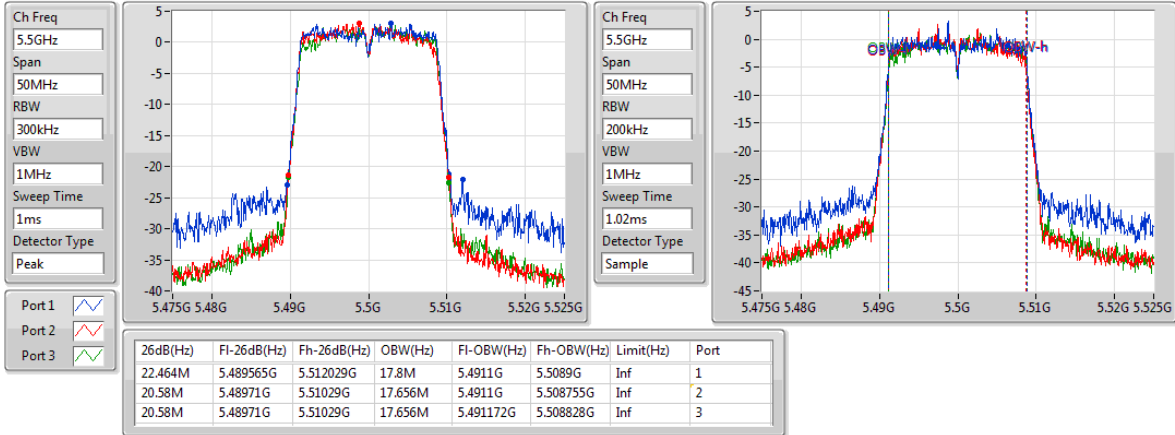 Ch Freq
5.5GHz
Span
50MHz
RBW
300kHz
VBW
1MHz
Sweep Time
1ms
Detector Type
Peak
5
0
-5
-10
-15
-20
-25
-30
-35
-40
5.475G 5.48G 5.49G 5.5G 5.51G 5.52G 5.525G
Port 1
Port 2
Port 3
Ch Freq
5.5GHz
Span
50MHz
RBW
200kHz
VBW
1MHz
Sweep Time
1.02ms
Detector Type
Sample
5
0
-5
-10
-15
-20
-25
-30
-35
-40
-45
5.475G 5.48G 5.49G 5.5G 5.51G 5.52G 5.525G
26dB(Hz) Fl-26dB(Hz) Fh-26dB(Hz) OBW(Hz) Fl-OBW(Hz) Fh-OBW(Hz) Limit(Hz) Port
22.464M 5.489565G 5.512029G 17.8M 5.4911G 5.5089G Inf 1
20.58M 5.48971G 5.51029G 17.656M 5.4911G 5.508755G Inf 2
20.58M 5.48971G 5.51029G 17.656M 5.491172G 5.508828G Inf 3